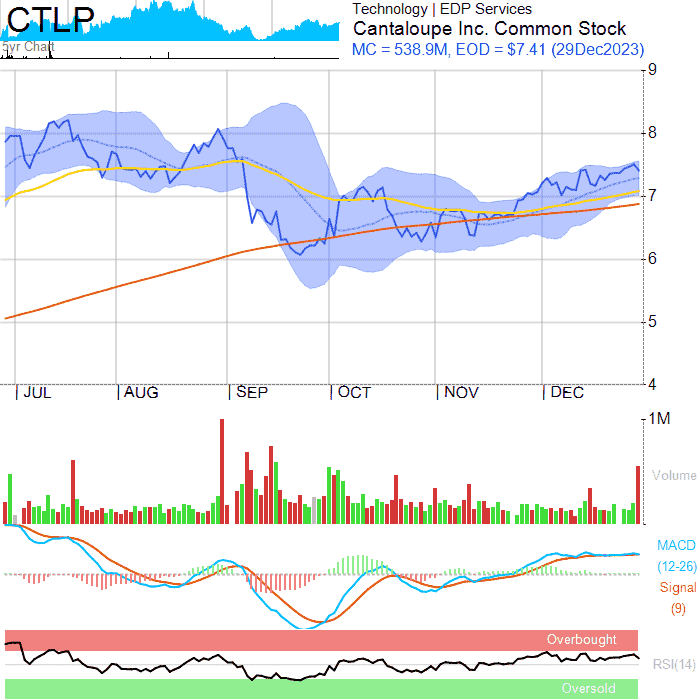 CTLP
5yr Chart
Technology | EDP Services
Cantaloupe Inc. Common Stock
MC = 538.9M, EOD = $7.41 (29Dec2023)
9
8
7
6
5
4
| JUL | AUG | SEP | OCT | NOV | DEC
1M
Volume
MACD
(12-26)
Signal
(9)
Overbought
RSI(14)
Oversold